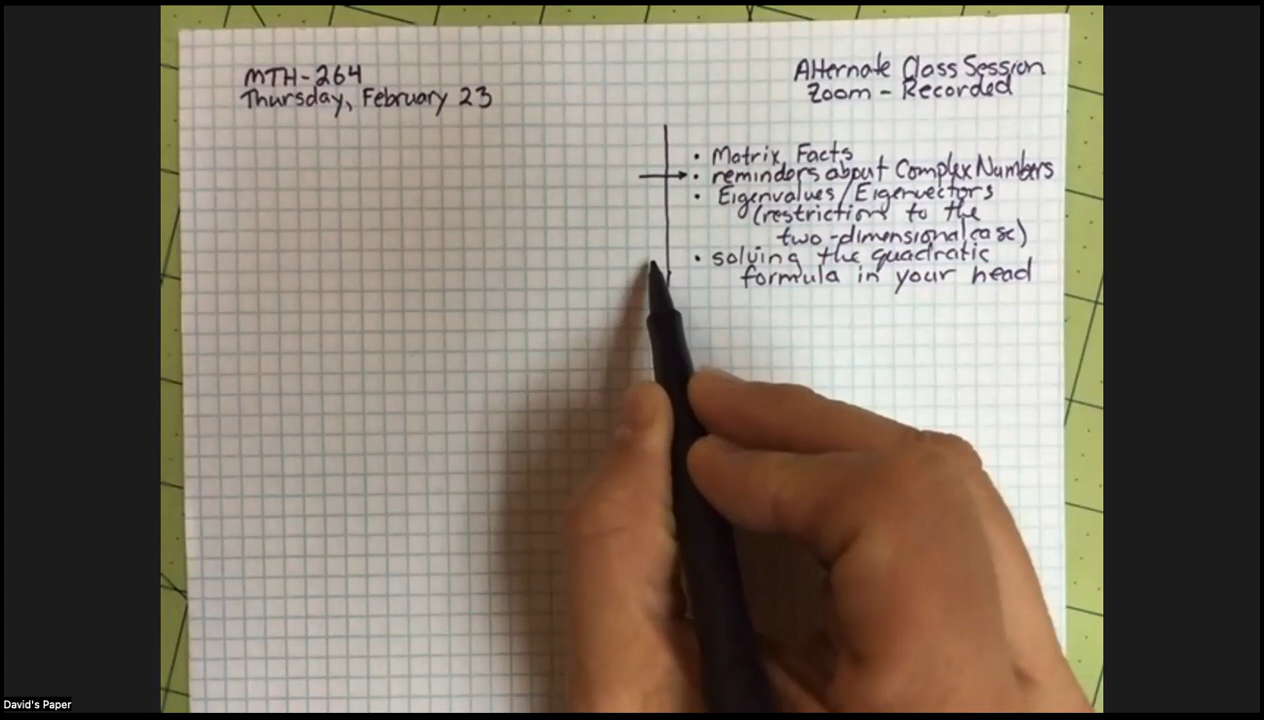 MTH-264
Thursday, February 23
Alternate Class Session
Zoom - Recorded
• Matrix Facts
• reminders about Complex Numbers
• Eigenvalues/Eigenvectors
(restriction to the
two-dimensional case)
• solving the quadratic
formula in your head
David's Paper